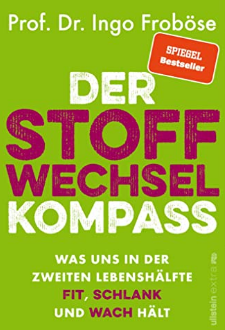 Prof. Dr. Ingo Froböse
SPIEGEL
Bestseller
DER
STOFF
WECHSEL
KOMPASS
WAS UNS IN DER
ZWEITEN LEBENSHÄLFTE
FIT, SCHLANK
UND WACH HÄLT
ullstein extra